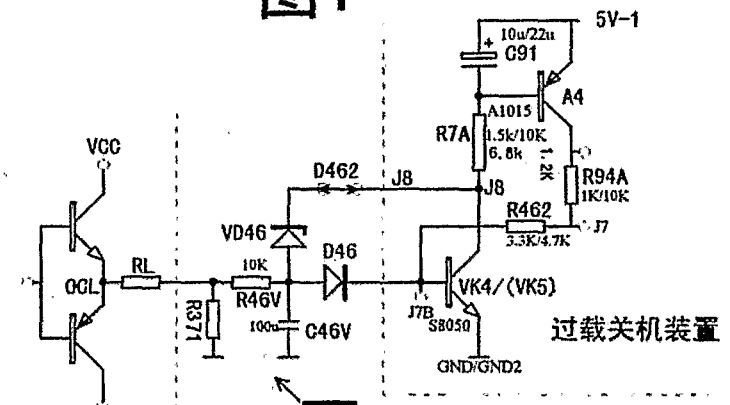 图1
5V-1
10u/22u
+
C91
A4
A1015
R7A
1.5k/10K
6.8k
VCC
D462
J8
J8
1.2K
R94A
1K/10K
R462
J7
3.3K/4.7K
VD46
D46
RL
10K
OCL
R46V
VK4/(VK5)
R371
100u
C46V
J7B
S8050
过载关机装置
GND/GND2